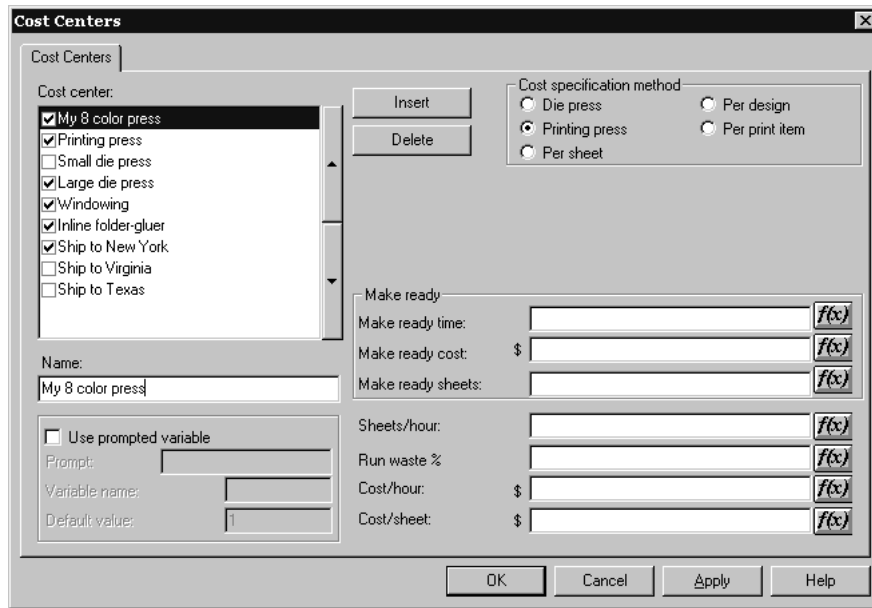 Cost Centers
Cost Centers
Cost center:
My 8 color press
Printing press
Small die press
Large die press
Windowing
Inline folder-gluer
Ship to New York
Ship to Virginia
Ship to Texas
Name:
My 8 color press
Use prompted variable
Prompt:
Variable name:
Default value: 1
Insert
Delete
Cost specification method
Die press
Printing press
Per sheet
Per design
Per print item
Make ready
Make ready time: f(x)
Make ready cost: $ f(x)
Make ready sheets: f(x)
Sheets/hour: f(x)
Run waste % f(x)
Cost/hour: $ f(x)
Cost/sheet: $ f(x)
OK Cancel Apply Help